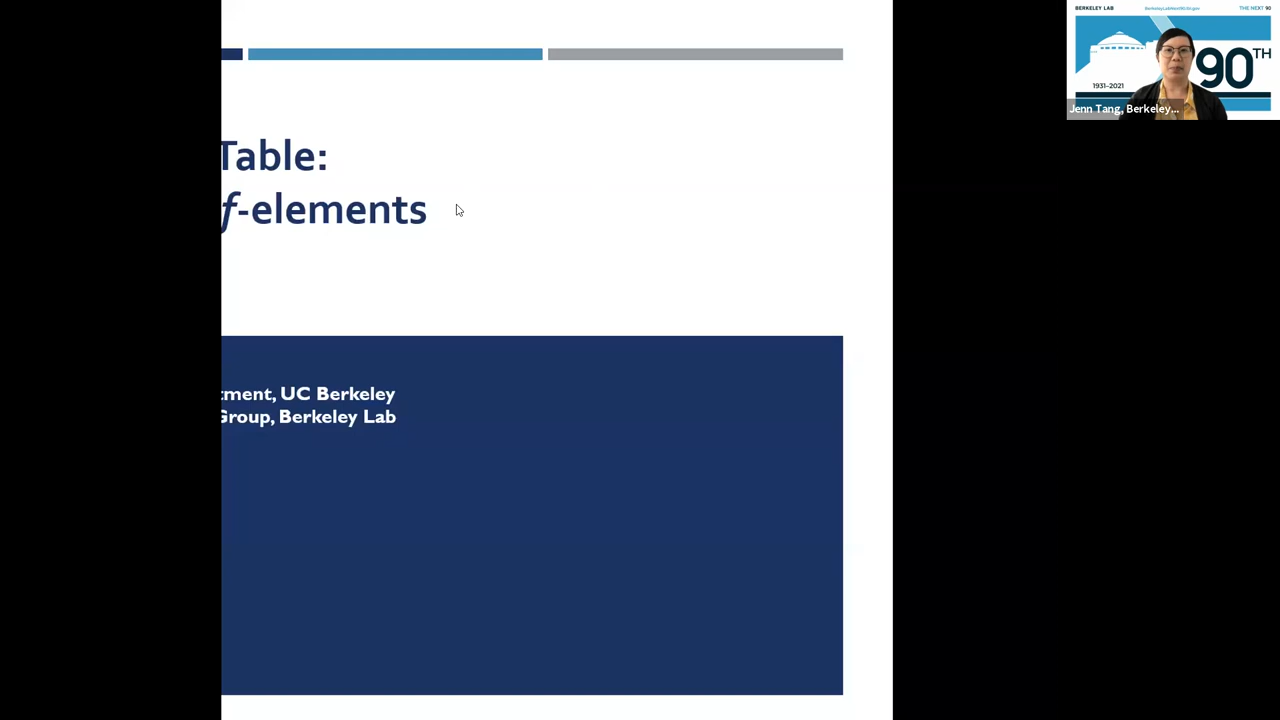 Table:
f-elements
tment, UC Berkeley
Group, Berkeley Lab
BERKELEY LAB
THE NEXT 90
90TH
1931-2021
Jenn Tang, Berkeley...